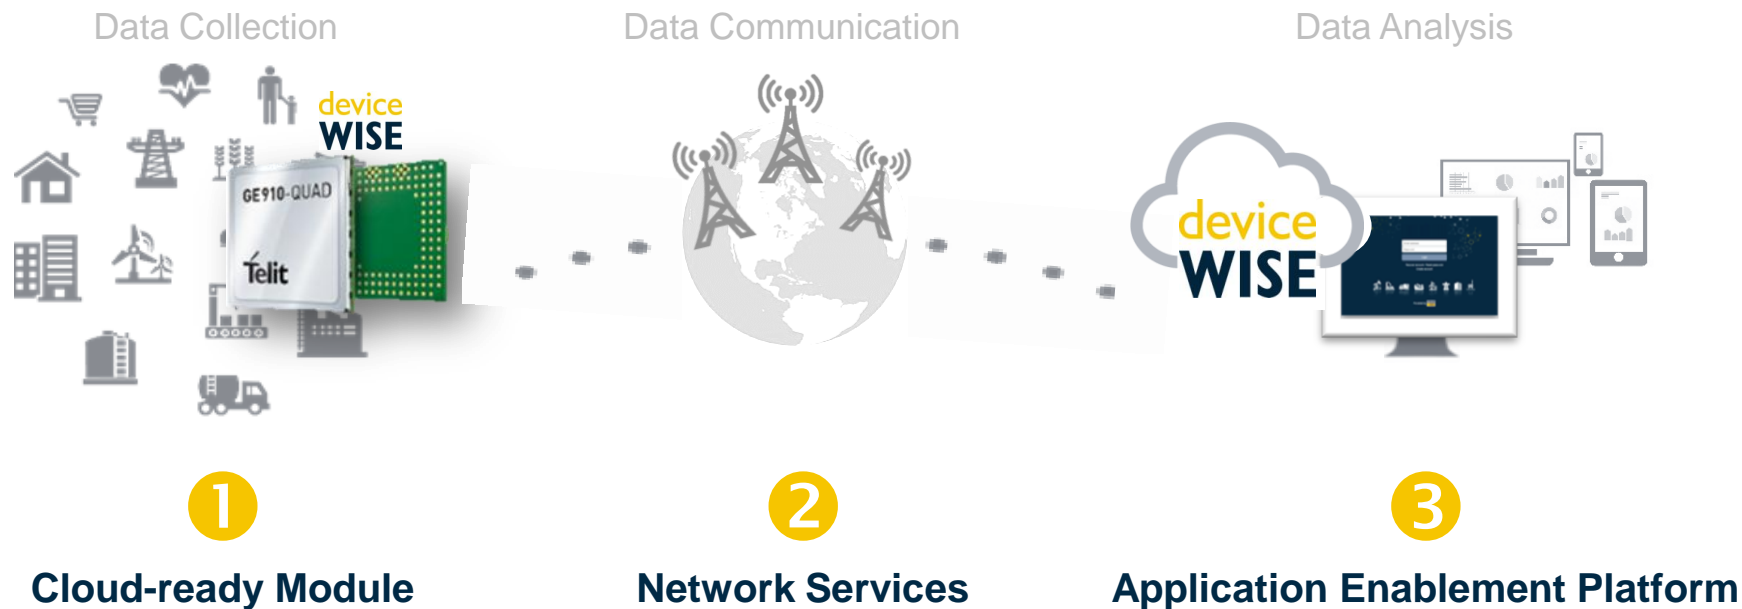 Data Collection
Data Communication
Data Analysis
device
WISE
GE910-QUAD
Telit
device
WISE
1
2
3
Cloud-ready Module
Network Services
Application Enablement Platform